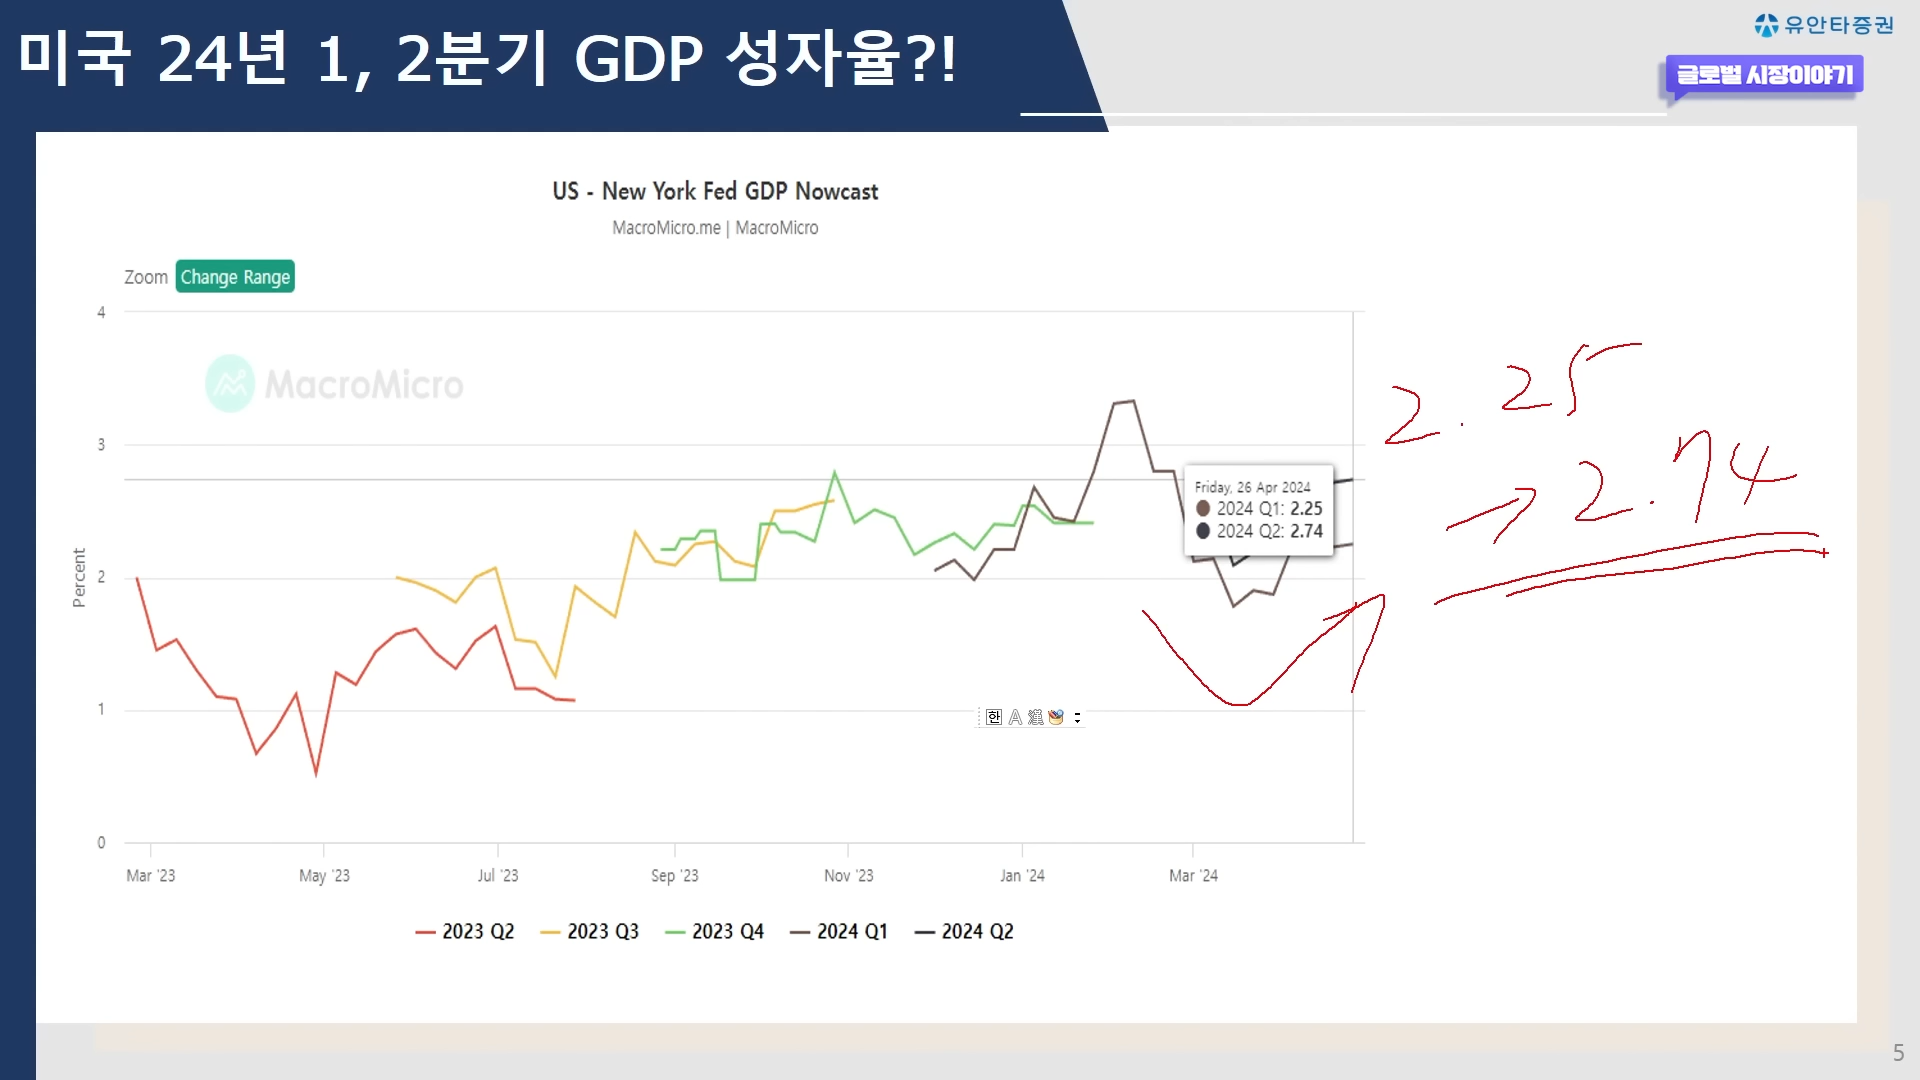 미국 24년 1, 2분기 GDP 성자율?!
유안타증권
글로벌 시장이야기
US - New York Fed GDP Nowcast
MacroMicro.me | MacroMicro
Zoom Change Range
4
MacroMicro
3
2
1
0
Percent
Friday, 26 Apr 2024
2024 Q1: 2.25
2024 Q2: 2.74
2.25
→ 2.74
한 A 漢
Mar '23 May '23 Jul '23 Sep '23 Nov '23 Jan '24 Mar '24
2023 Q2 2023 Q3 2023 Q4 2024 Q1 2024 Q2
5